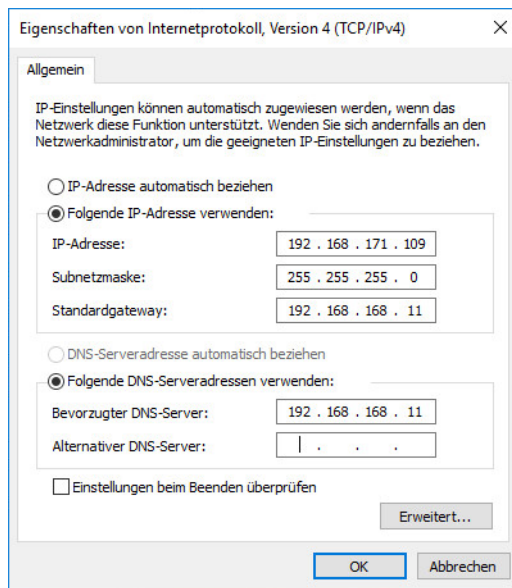 Eigenschaften von Internetprotokoll, Version 4 (TCP/IPv4)
Allgemein
IP-Einstellungen können automatisch zugewiesen werden, wenn das
Netzwerk diese Funktion unterstützt. Wenden Sie sich andernfalls an den
Netzwerkadministrator, um die geeigneten IP-Einstellungen zu beziehen.
IP-Adresse automatisch beziehen
Folgende IP-Adresse verwenden:
IP-Adresse: 192 . 168 . 171 . 109
Subnetzmaske: 255 . 255 . 255 . 0
Standardgateway: 192 . 168 . 168 . 11
DNS-Serveradresse automatisch beziehen
Folgende DNS-Serveradressen verwenden:
Bevorzugter DNS-Server: 192 . 168 . 168 . 11
Alternativer DNS-Server: . . .
Einstellungen beim Beenden überprüfen
Erweitert...
OK Abbrechen